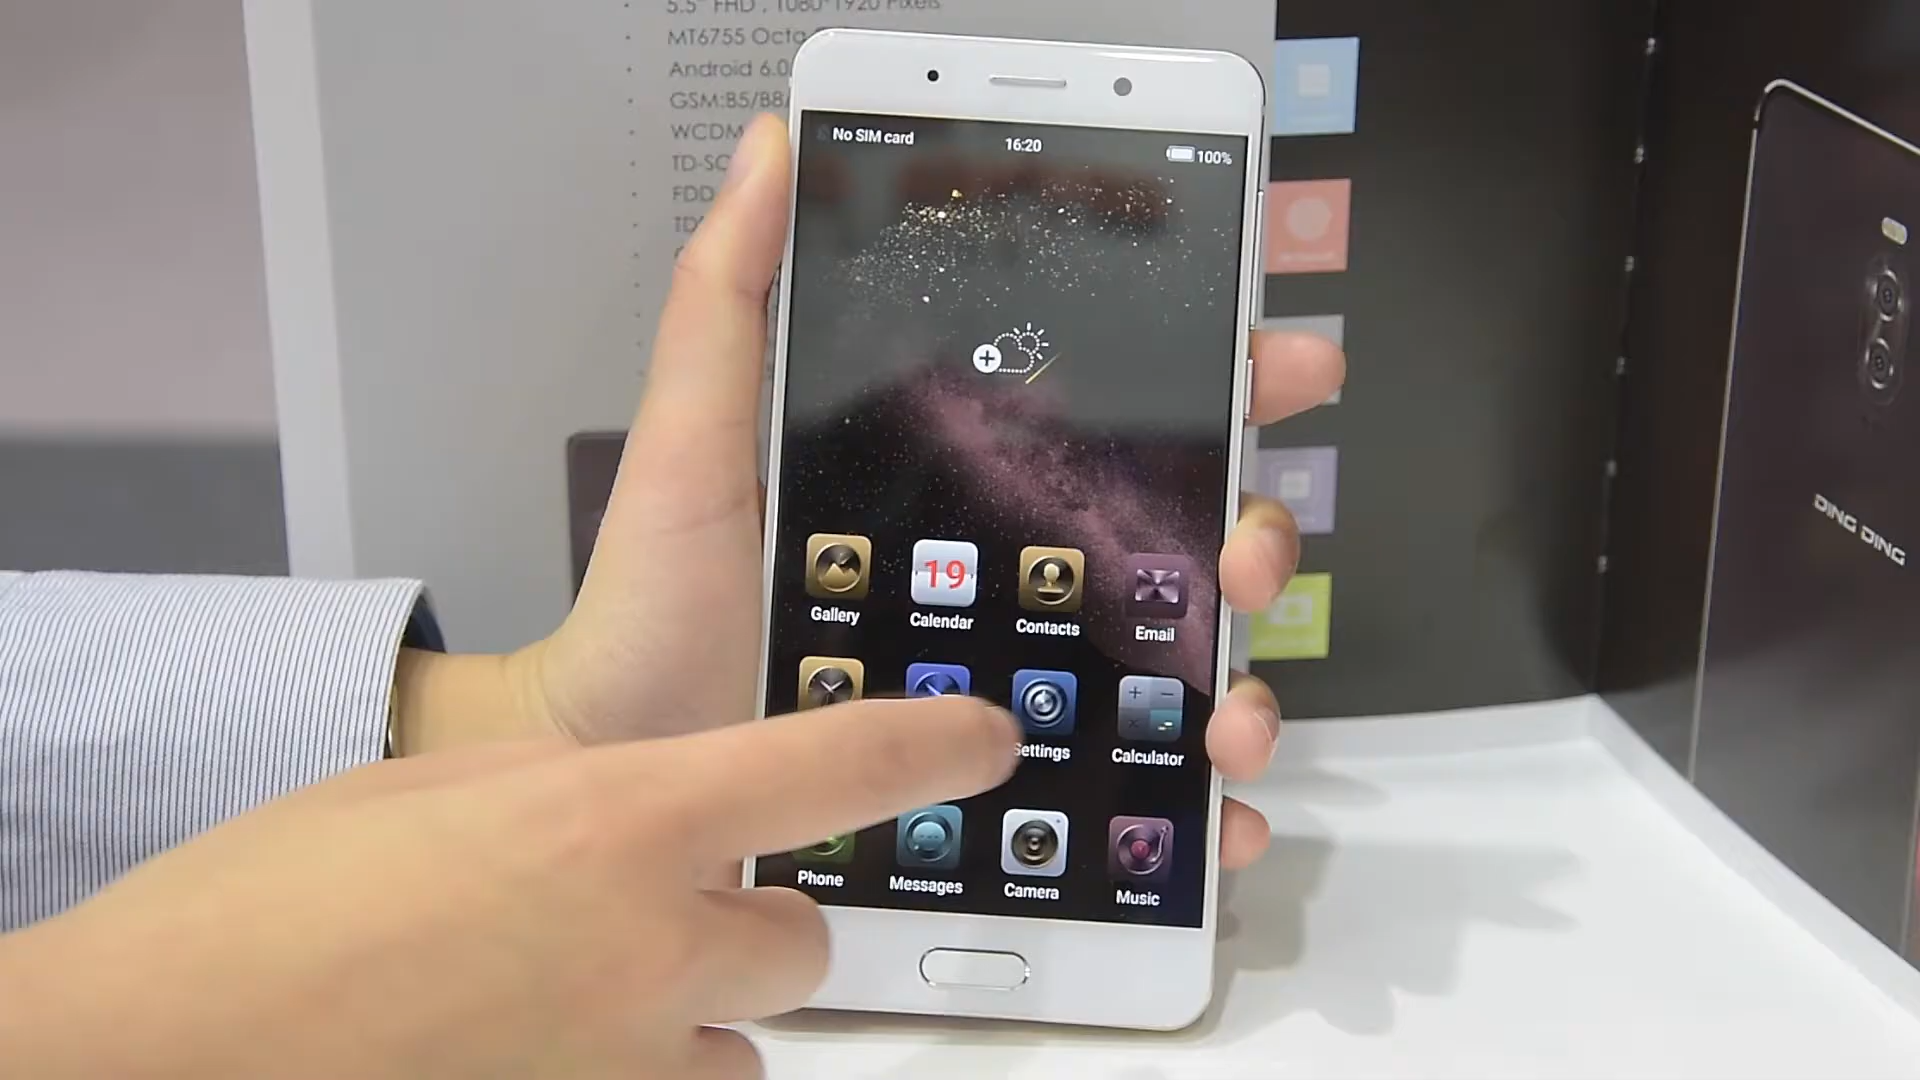 5.5" FHD , 1080*1920 Pixels
MT6755 Octa
Android 6.0
GSM:B5/B8/
WCDM
TD-SC
FDD
No SIM card
16:20
100%
Gallery
19
Calendar
Contacts
Email
Settings
Calculator
Phone
Messages
Camera
Music
DING DING